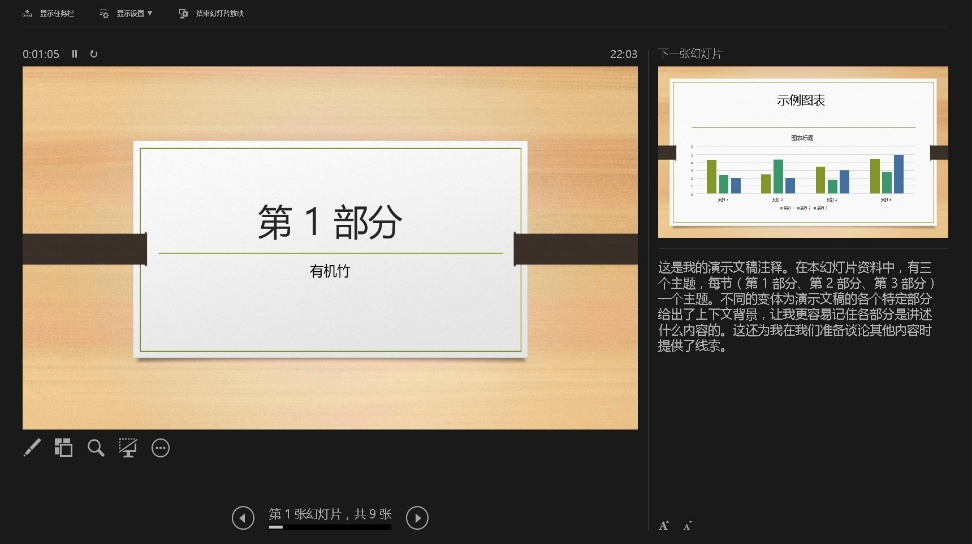 显示任务栏 显示设置 ▼ 结束幻灯片放映
0:01:05 22:03
第 1 部分
有机竹
第 1 张幻灯片，共 9 张
下一张幻灯片
示例图表
图表标题
这是我的演示文稿注释。在本幻灯片资料中，有三
个主题，每节（第 1 部分、第 2 部分、第 3 部分）
一个主题。不同的变体为演示文稿的各个特定部分
给出了上下文背景，让我更容易记住各部分是讲述
什么内容的。这还为我在我们准备谈论其他内容时
提供了线索。
A A